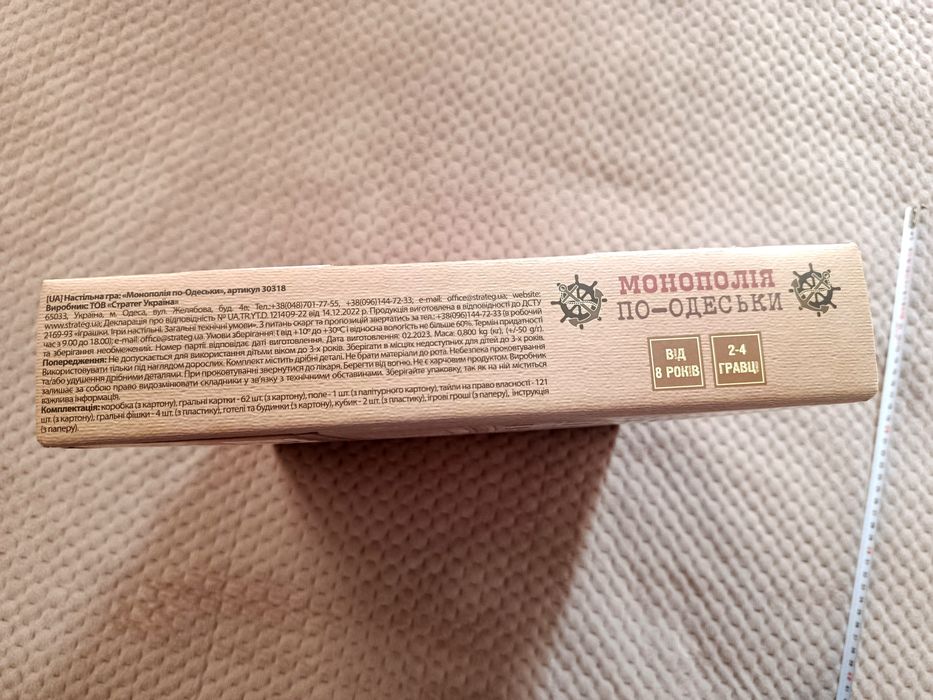 [UA] Настільна гра: «Монополія по-Одеськи», артикул 30318
Виробник: ТОВ «Стратег Україна»
65033, Україна, м. Одеса, вул. Желябова, буд. 4е; Тел.:+38(048)701-77-55, +38(096)144-72-33; e-mail: office@strateg.ua; website:
www.strateg.ua; Декларація про відповідність № UA.TR.YT.D. 121409-22 від 14.12.2022 р. Продукція виготовлена в відповідності до ДСТУ
2169-93 «Іграшки. Ігри настільні. Загальні технічні умови». З питань скарг та пропозицій звертатись за тел.: +38(096)144-72-33 (в робочий
час з 9.00 до 18.00); e-mail: office@strateg.ua. Умови зберігання: t від +10°С до +30°С і відносна вологість не більше 60%. Термін придатності
та зберігання необмежений. Номер партії відповідає даті виготовлення. Дата виготовлення: 02.2023. Маса: 0,800 kg (кг), (+/-50 g/г).
Попередження: Не допускається для використання дітьми віком до 3-х років. Зберігати в місцях недоступних для дітей до 3-х років.
Використовувати тільки під наглядом дорослих. Комплект містить дрібні деталі. Не брати матеріали до рота. Небезпека проковтування
та/або удушення дрібними деталями. При проковтуванні звернутися до лікаря. Берегти від вогню. Не є харчовим продуктом. Виробник
залишає за собою право видозмінювати складники у зв'язку з технічними обставинами. Зберігайте упаковку, так як на ній міститься
важлива інформація.
Комплектація: коробка (з картону), гральні картки - 62 шт. (з картону), поле - 1 шт. (з палітурного картону), тайли на право власності - 121
шт. (з картону), гральні фішки - 4 шт. (з пластику), готелі та будинки (з картону), кубик - 2 шт. (з пластику), ігрові гроші (з паперу), інструкція
(з паперу).
МОНОПОЛІЯ
ПО-ОДЕСЬКИ
ВІД
8 РОКІВ
2-4
ГРАВЦІ